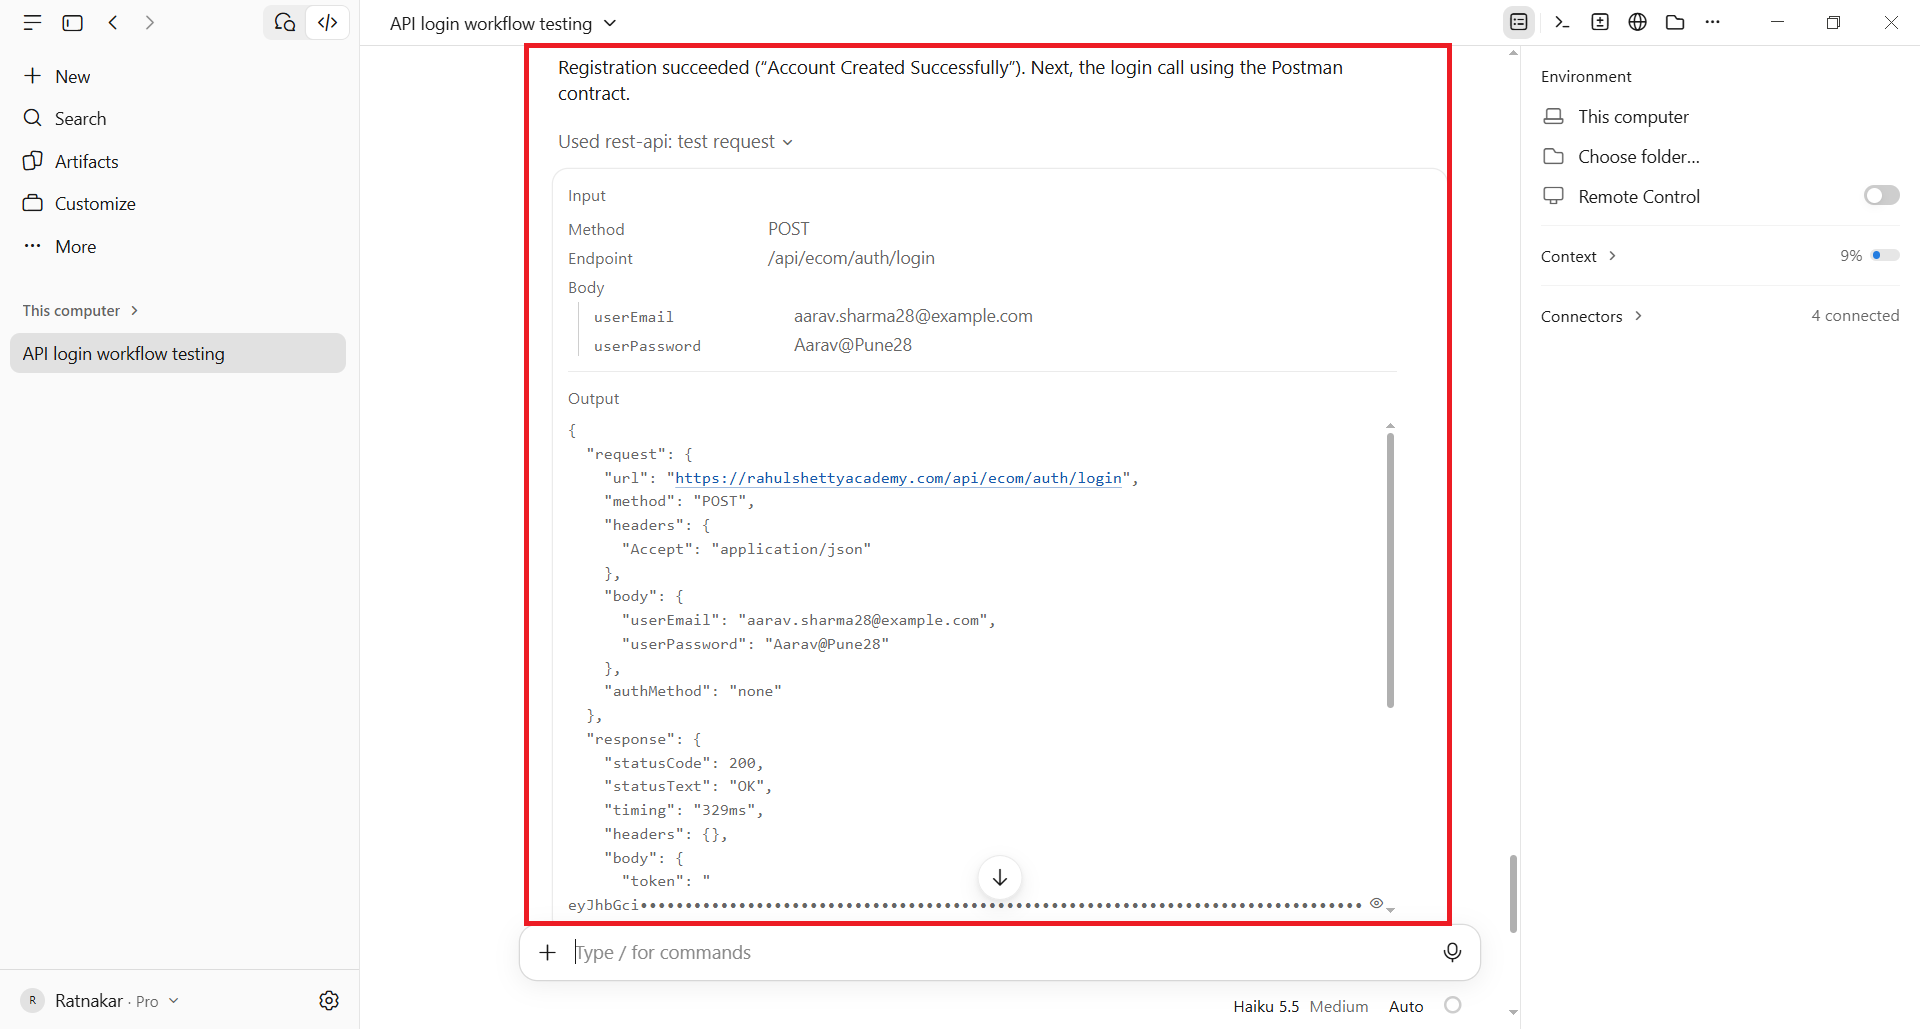 API login workflow testing
New
Search
Artifacts
Customize
More
This computer
API login workflow testing
Registration succeeded (“Account Created Successfully”). Next, the login call using the Postman
contract.
Used rest-api: test request
Input
Method POST
Endpoint /api/ecom/auth/login
Body
userEmail aarav.sharma28@example.com
userPassword Aarav@Pune28
Output
{
"request": {
"url": "https://rahulshettyacademy.com/api/ecom/auth/login",
"method": "POST",
"headers": {
"Accept": "application/json"
},
"body": {
"userEmail": "aarav.sharma28@example.com",
"userPassword": "Aarav@Pune28"
},
"authMethod": "none"
},
"response": {
"statusCode": 200,
"statusText": "OK",
"timing": "329ms",
"headers": {},
"body": {
"token": "
eyJhbGci••••••••••••••••••••••••••••••••••••••••••••••••••••••••••••••••••••••••••••••••
Type / for commands
Haiku 5.5 Medium Auto
Environment
This computer
Choose folder...
Remote Control
Context 9%
Connectors 4 connected
R Ratnakar · Pro